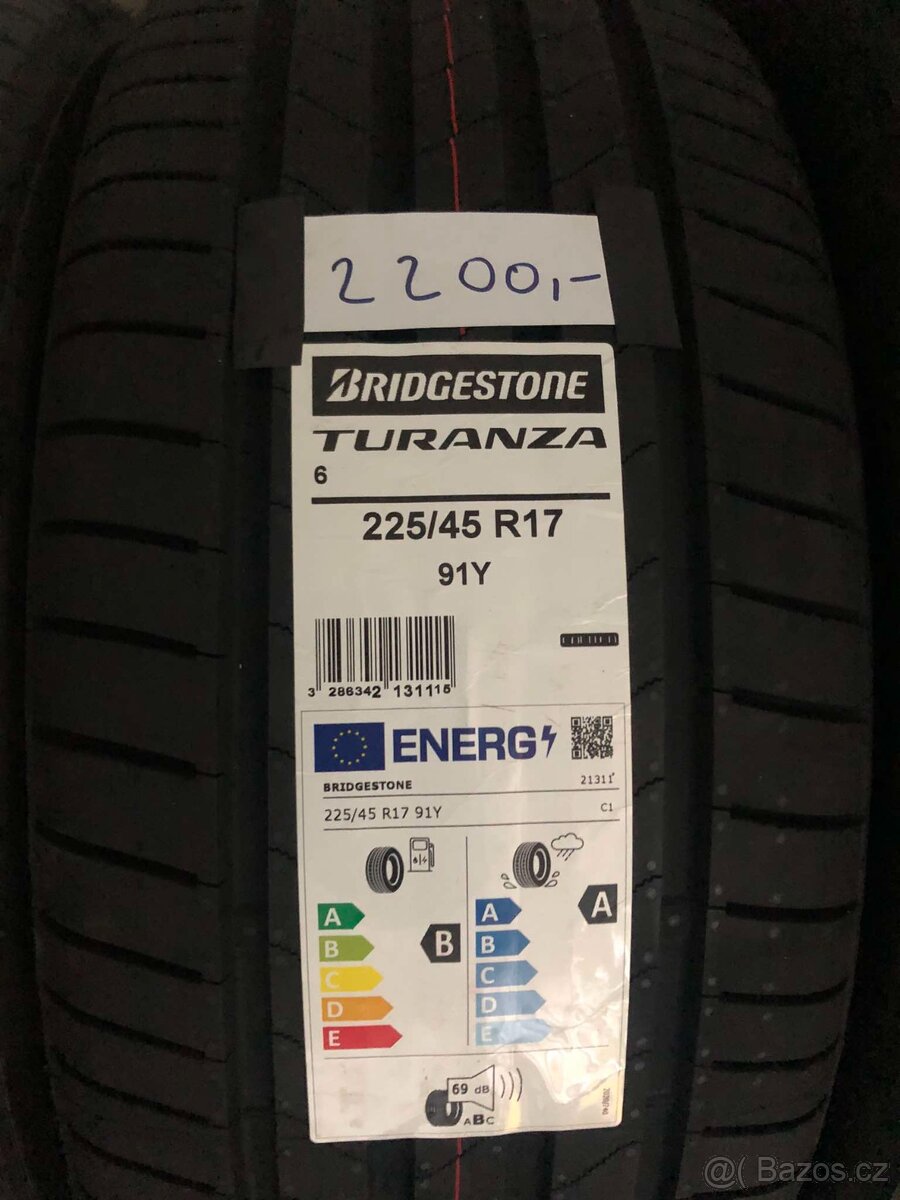 2200,-
BRIDGESTONE
TURANZA
6
225/45 R17
91Y
3 286342 131115
ENERG
BRIDGESTONE
21311
225/45 R17 91Y
C1
A
B
C
D
E
B
A
B
C
D
E
A
69 dB
ABC
@( Bazos.cz